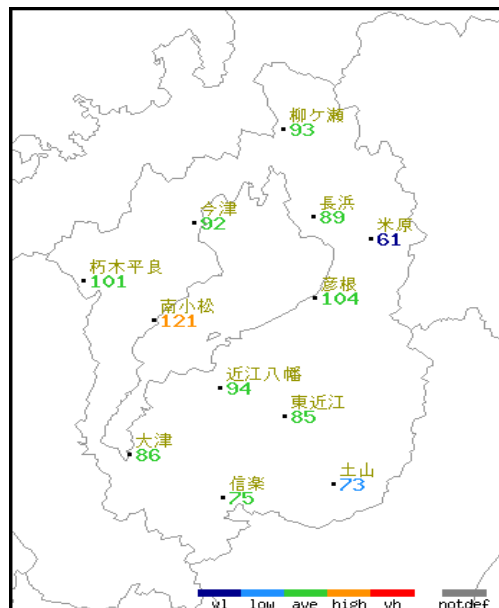 柳ケ瀬
93
長浜
89
今津
92
米原
61
朽木平良
101
彦根
104
南小松
121
近江八幡
94
東近江
85
大津
86
土山
73
信楽
75
vl low ave high vh notdef